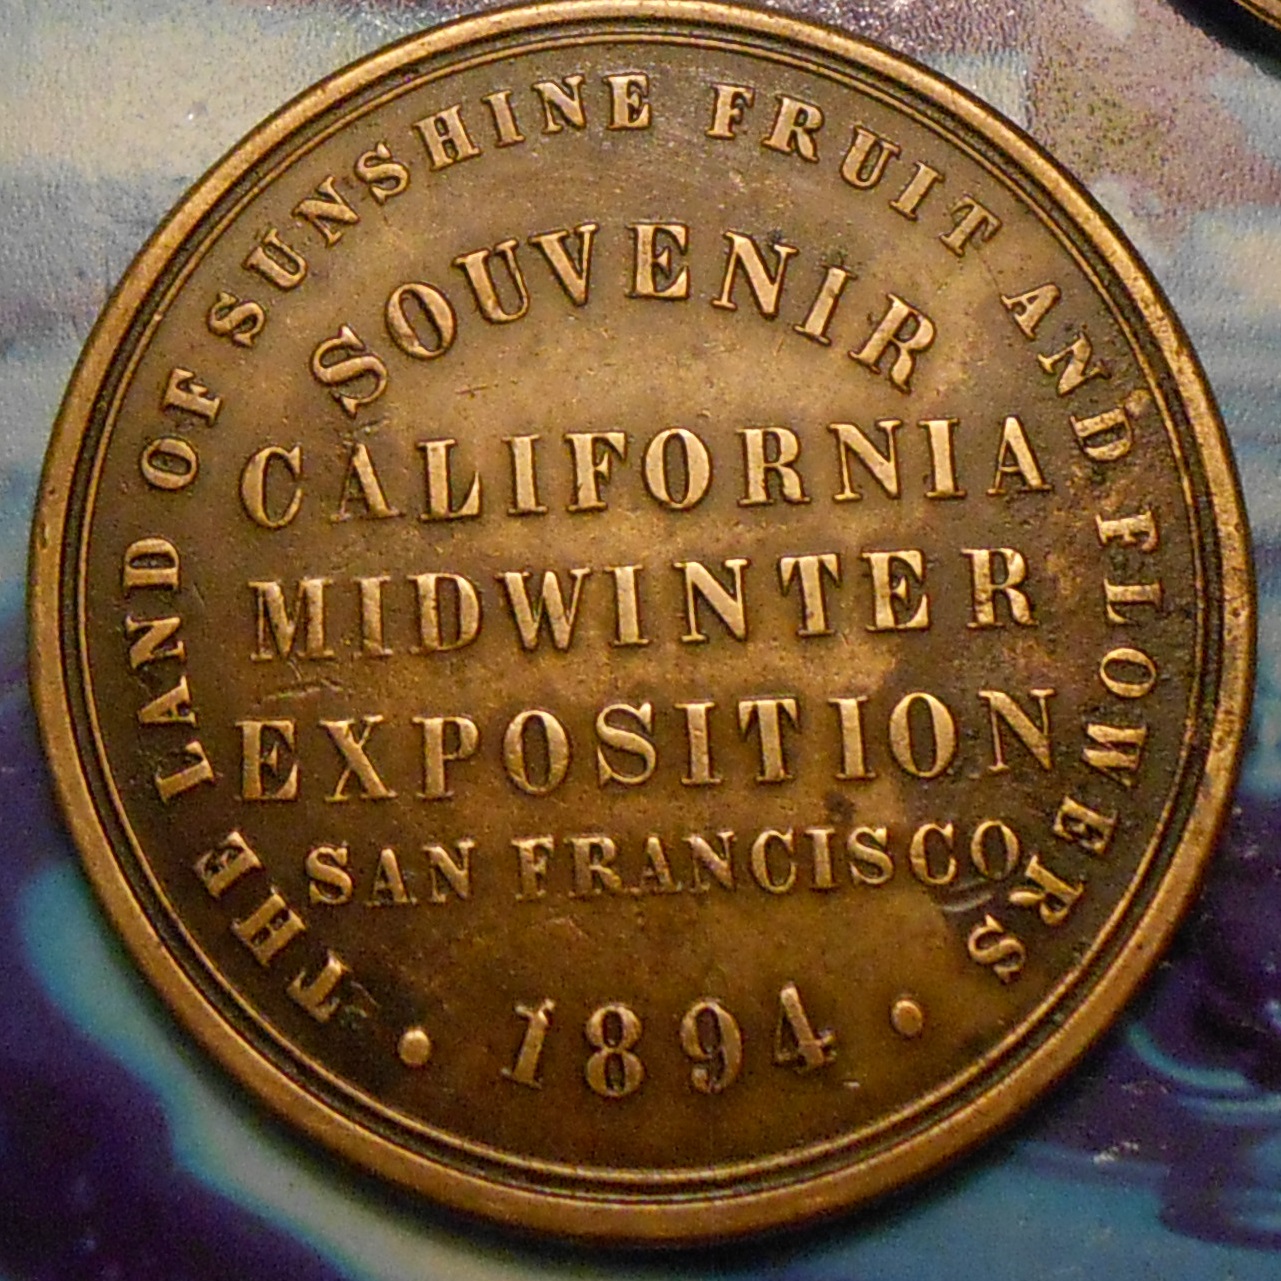 THE LAND OF SUNSHINE FRUIT AND FLOWERS
SOUVENIR
CALIFORNIA
MIDWINTER
EXPOSITION
SAN FRANCISCO
• 1894 •